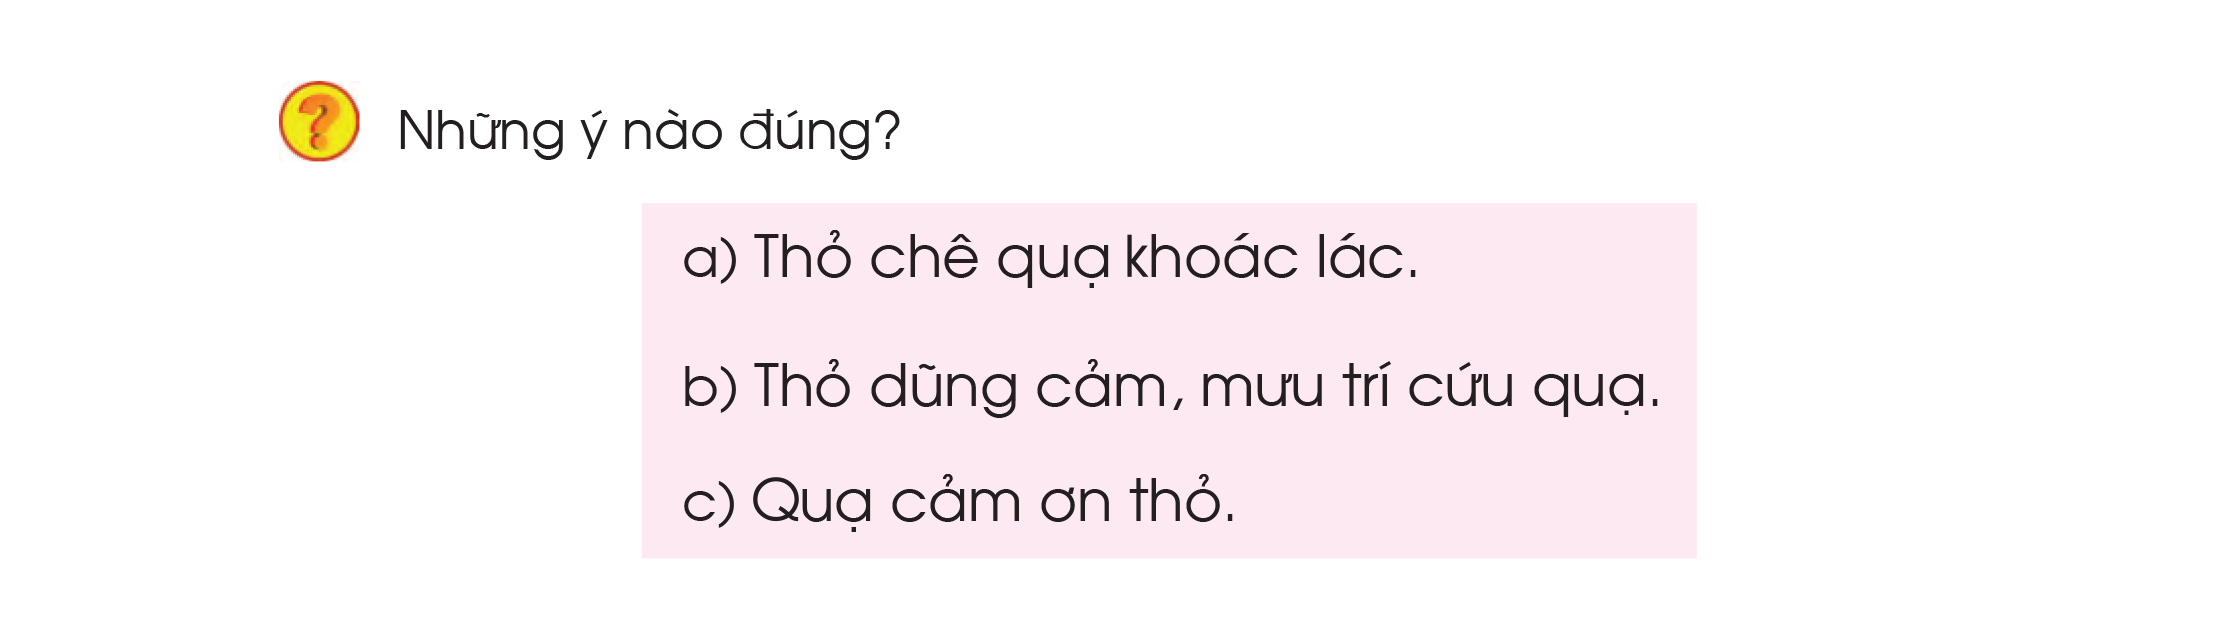 Những ý nào đúng?
a) Thỏ chê quạ khoác lác.
b) Thỏ dũng cảm, mưu trí cứu quạ.
c) Quạ cảm ơn thỏ.